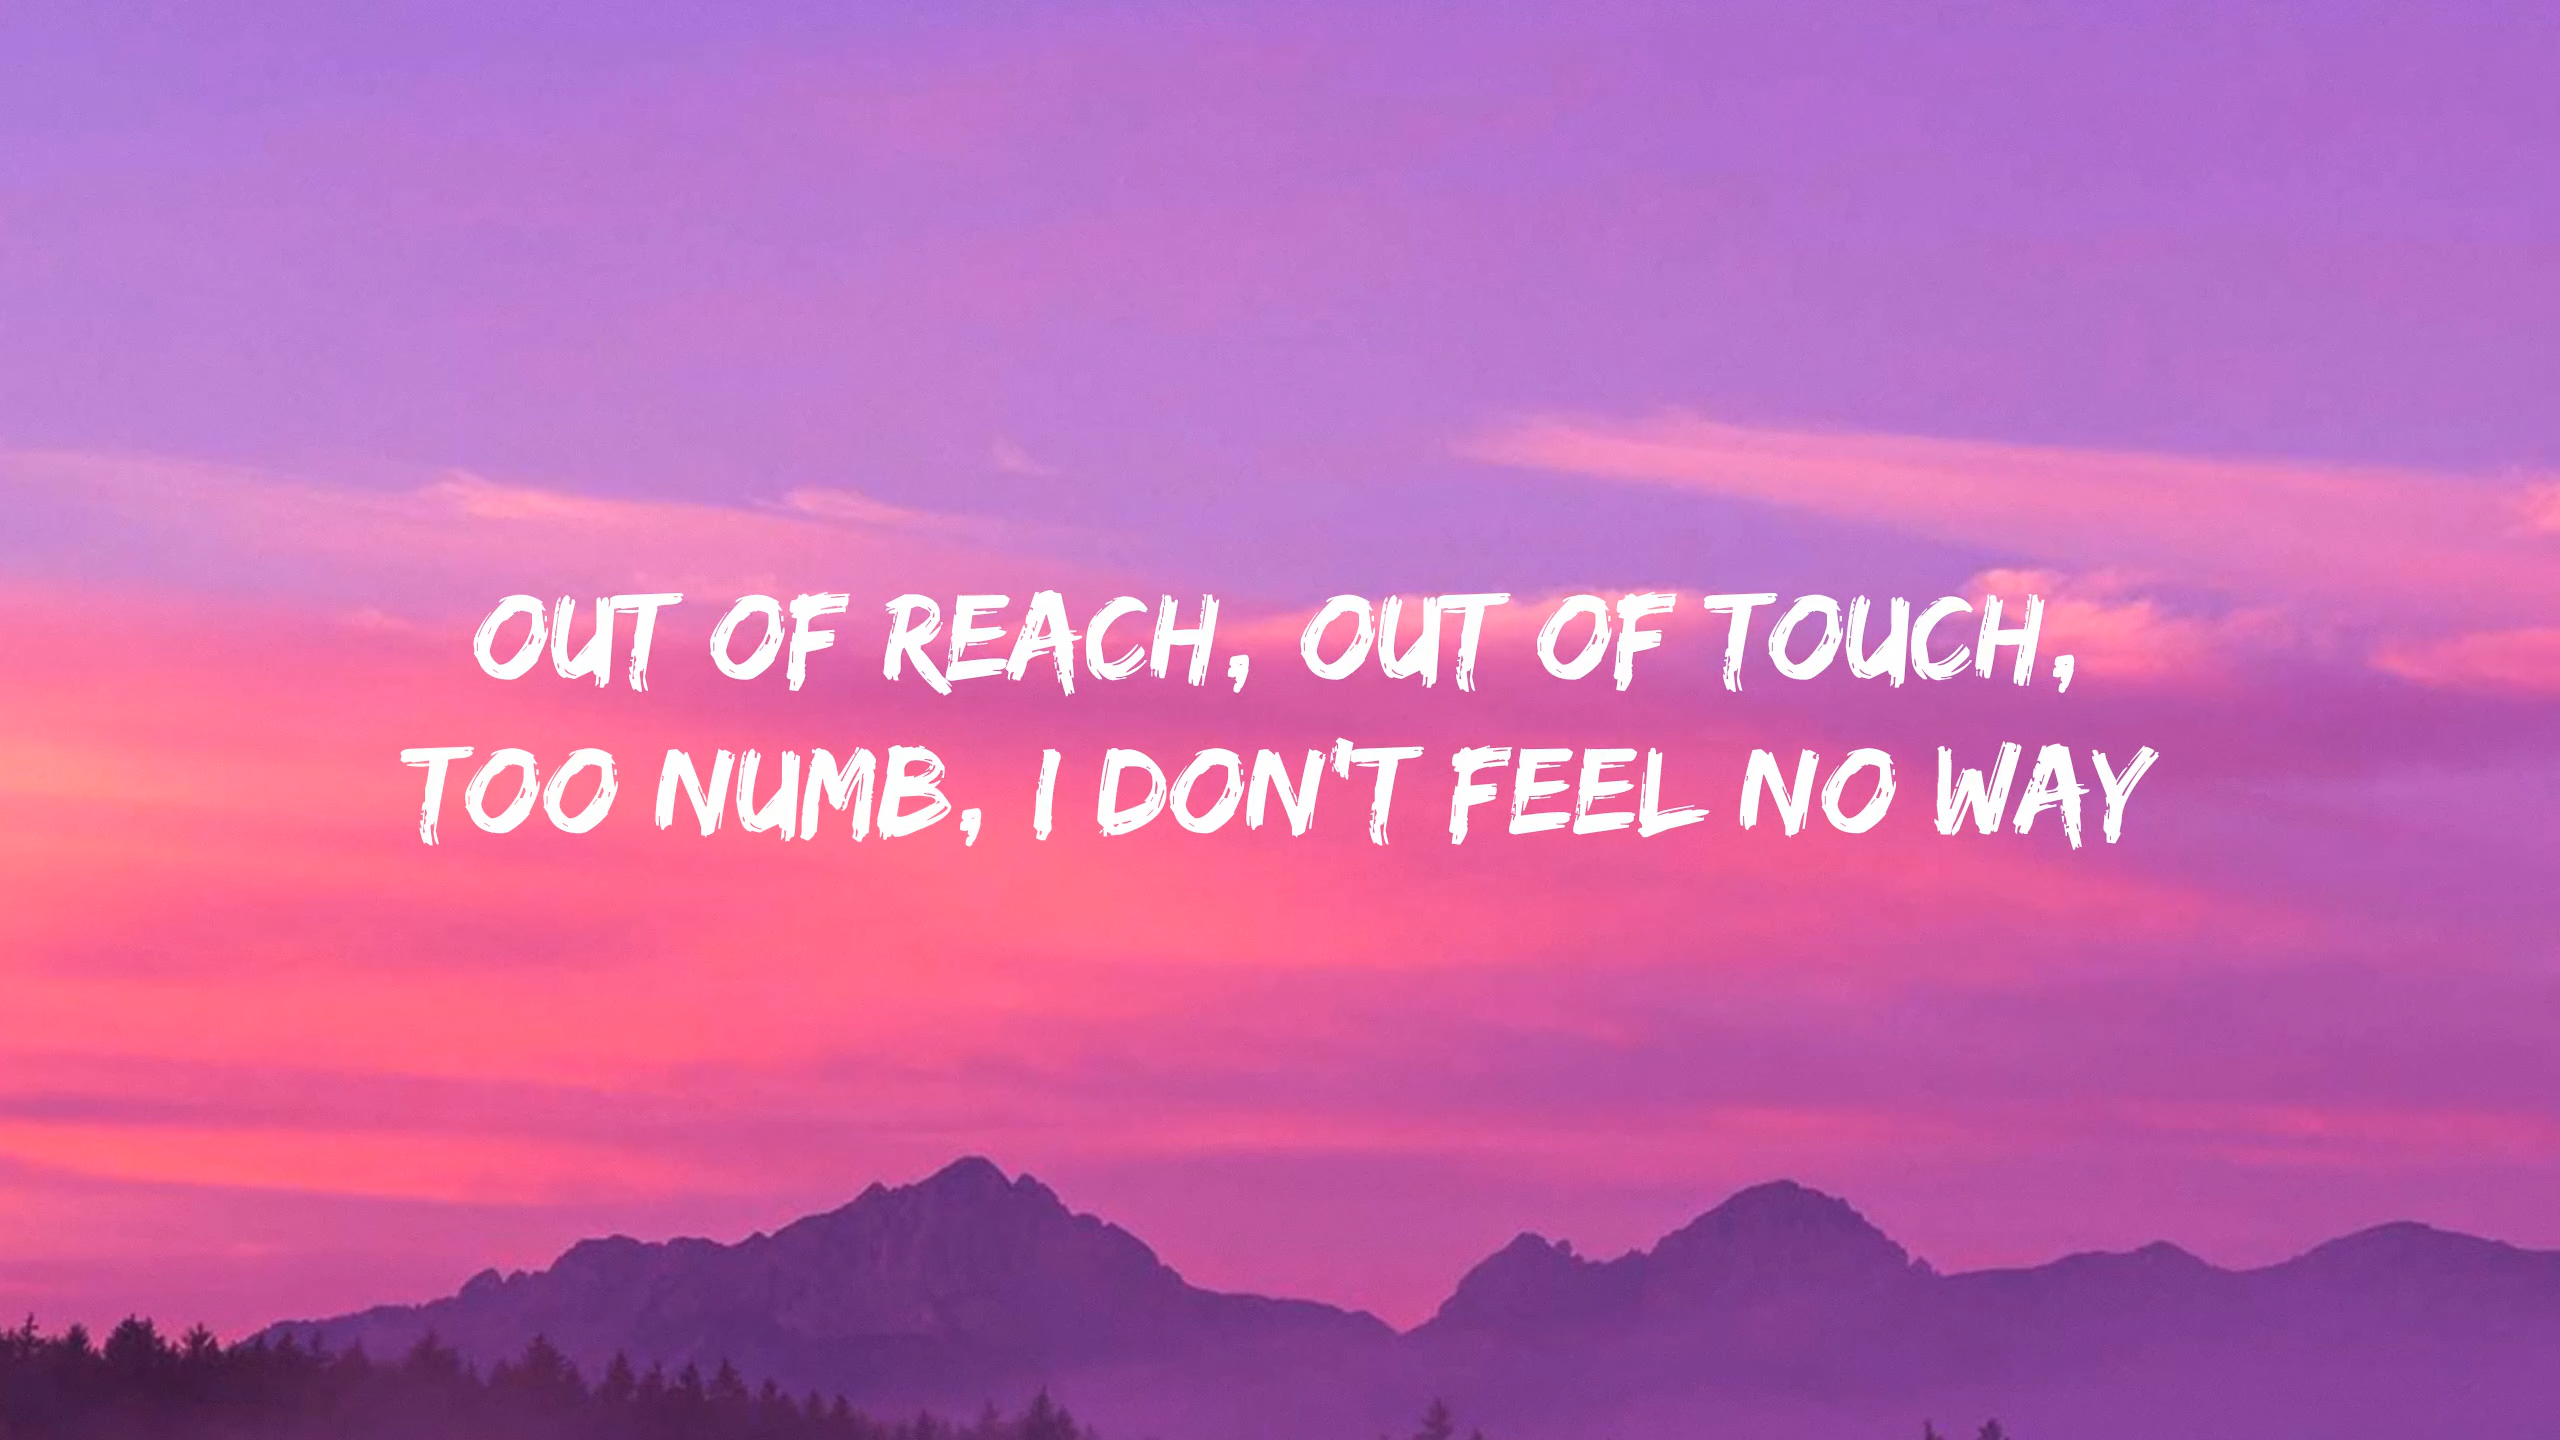 OUT OF REACH, OUT OF TOUCH,
TOO NUMB, I DON'T FEEL NO WAY